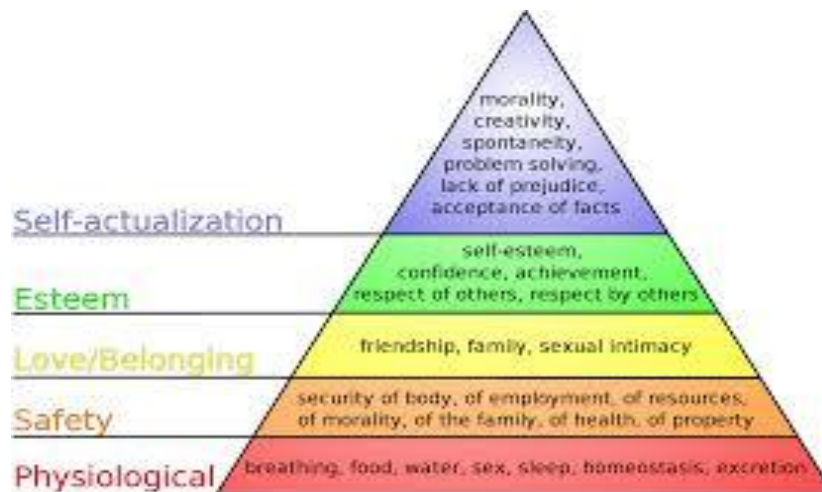 morality,
creativity,
spontaneity,
problem solving,
lack of prejudice,
acceptance of facts
Self-actualization
self-esteem,
confidence, achievement,
respect of others, respect by others
Esteem
friendship, family, sexual intimacy
Love/Belonging
security of body, of employment, of resources,
of morality, of the family, of health, of property
Safety
breathing, food, water, sex, sleep, homeostasis, excretion
Physiological